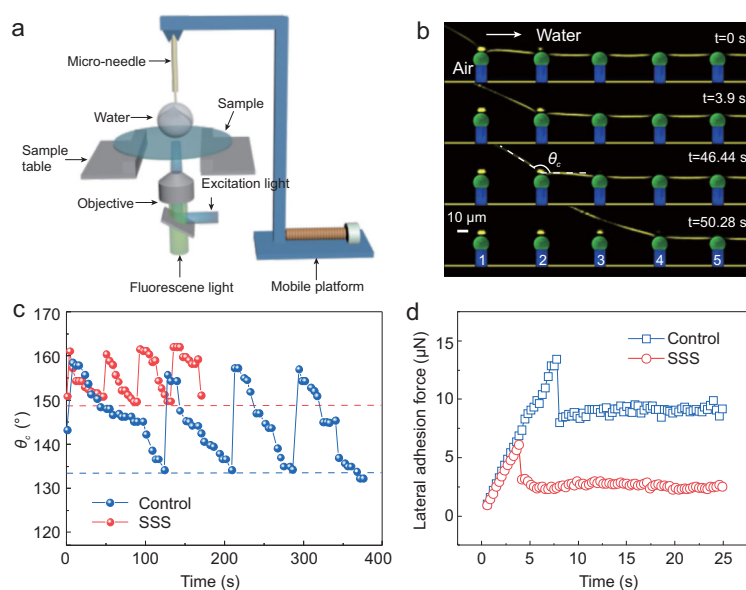 a
Micro-needle
Water
Sample
Sample
table
Objective
Excitation light
Fluorescene light
Mobile platform
b
Water
Air
t=0 s
t=3.9 s
θc
t=46.44 s
10 μm
t=50.28 s
1 2 3 4 5
c
θc (°)
170
160
150
140
130
120
Control
SSS
0 100 200 300 400
Time (s)
d
Lateral adhesion force (μN)
15
10
5
0
Control
SSS
0 5 10 15 20 25
Time (s)